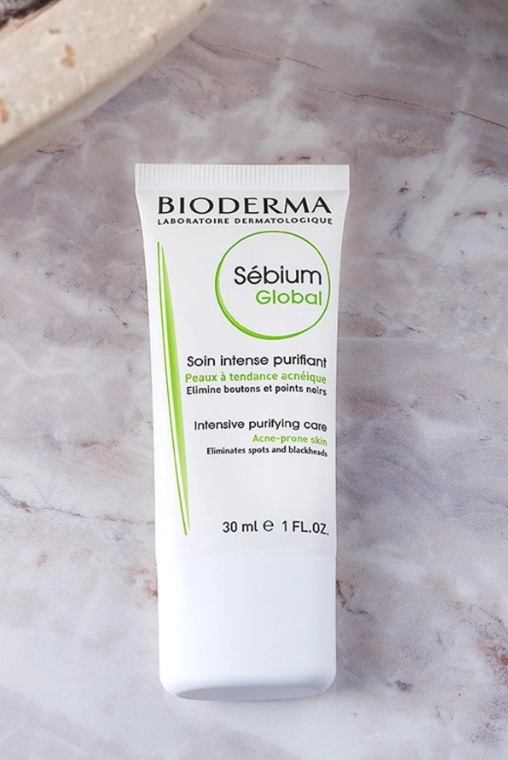 BIODERMA
LABORATOIRE DERMATOLOGIQUE
Sébium
Global
Soin intense purifiant
Peaux à tendance acnéique
Elimine boutons et points noirs
Intensive purifying care
Acne-prone skin
Eliminates spots and blackheads
30 ml e 1 FL.OZ.